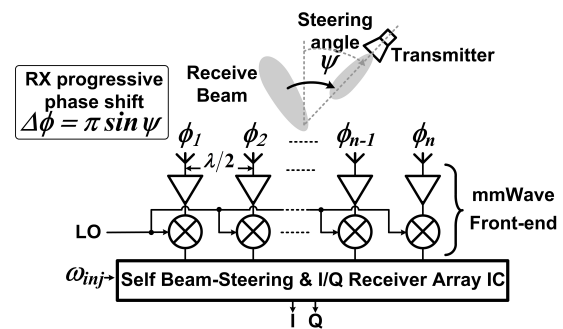 Steering
angle
ψ
Transmitter
Receive
Beam
RX progressive
phase shift
Δϕ = π sin ψ
ϕ1 ϕ2 ϕn-1 ϕn
λ/2
mmWave
Front-end
LO
ωinj
Self Beam-Steering & I/Q Receiver Array IC
I Q